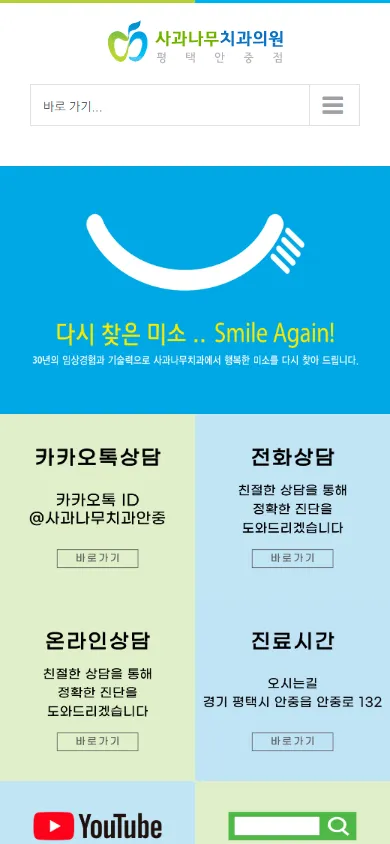 사과나무치과의원
평택안중점
바로 가기...
다시 찾은 미소 .. Smile Again!
30년의 임상경험과 기술력으로 사과나무치과에서 행복한 미소를 다시 찾아 드립니다.
카카오톡상담
카카오톡 ID
@사과나무치과안중
바로가기
전화상담
친절한 상담을 통해
정확한 진단을
도와드리겠습니다
바로가기
온라인상담
친절한 상담을 통해
정확한 진단을
도와드리겠습니다
바로가기
진료시간
오시는길
경기 평택시 안중읍 안중로 132
바로가기
YouTube